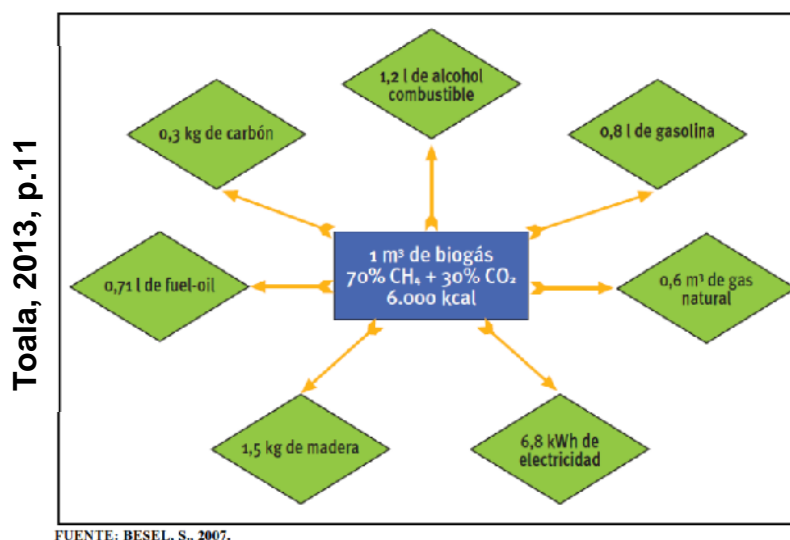 Toala, 2013, p.11
1,2 l de alcohol
combustible
0,3 kg de carbón
0,8 l de gasolina
1 m³ de biogás
70% CH₄ + 30% CO₂
6.000 kcal
0,71 l de fuel-oil
0,6 m³ de gas
natural
1,5 kg de madera
6,8 kWh de
electricidad
FUENTE: BESEL, S., 2007.